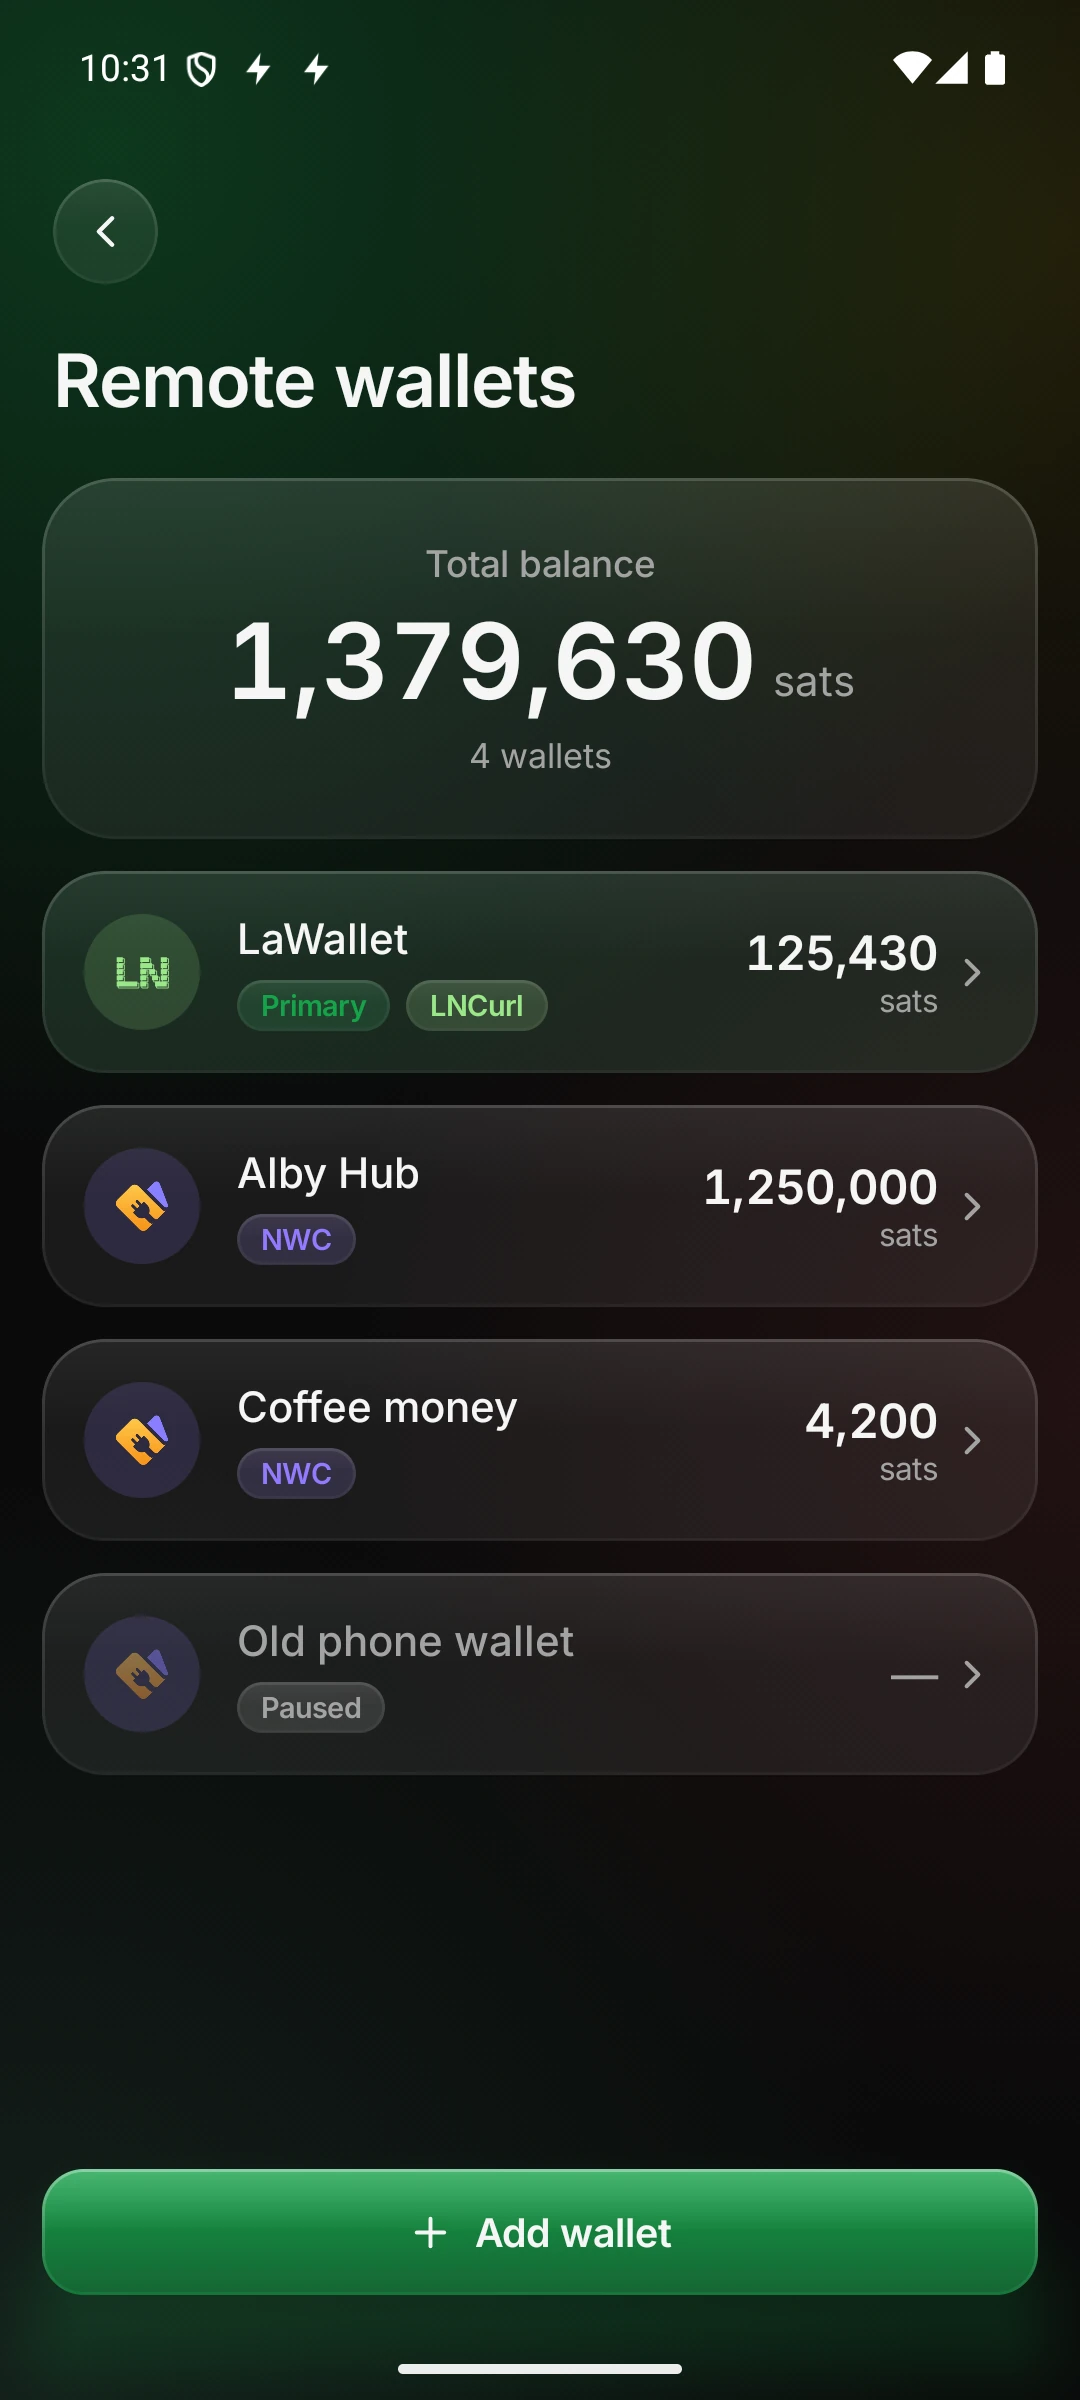 10:31
Remote wallets
Total balance
1,379,630 sats
4 wallets
LN
LaWallet
Primary
LNCurl
125,430
sats
Alby Hub
NWC
1,250,000
sats
Coffee money
NWC
4,200
sats
Old phone wallet
Paused
—
Add wallet